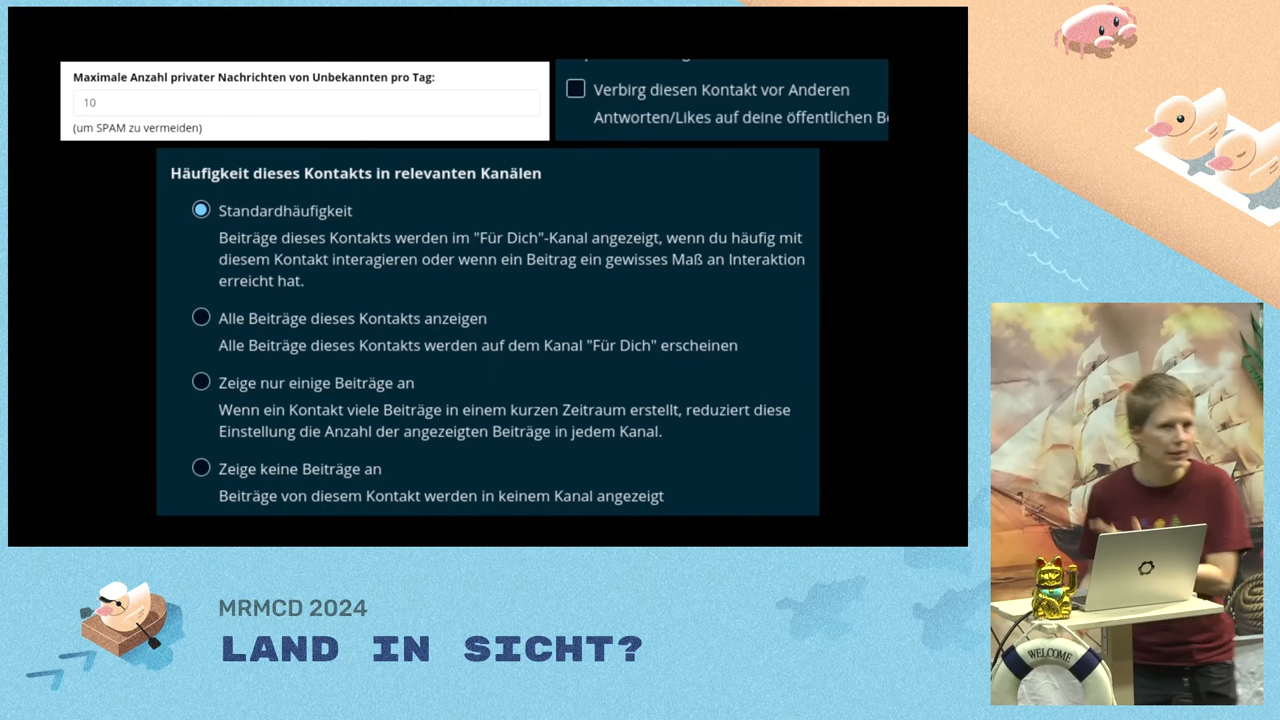 Maximale Anzahl privater Nachrichten von Unbekannten pro Tag:
10
(um SPAM zu vermeiden)
Verbirg diesen Kontakt vor Anderen
Antworten/Likes auf deine öffentlichen
Häufigkeit dieses Kontakts in relevanten Kanälen
Standardhäufigkeit
Beiträge dieses Kontakts werden im "Für Dich"-Kanal angezeigt, wenn du häufig mit
diesem Kontakt interagieren oder wenn ein Beitrag ein gewisses Maß an Interaktion
erreicht hat.
Alle Beiträge dieses Kontakts anzeigen
Alle Beiträge dieses Kontakts werden auf dem Kanal "Für Dich" erscheinen
Zeige nur einige Beiträge an
Wenn ein Kontakt viele Beiträge in einem kurzen Zeitraum erstellt, reduziert diese
Einstellung die Anzahl der angezeigten Beiträge in jedem Kanal.
Zeige keine Beiträge an
Beiträge von diesem Kontakt werden in keinem Kanal angezeigt
MRMCD 2024
LAND IN SICHT?
WELCOME